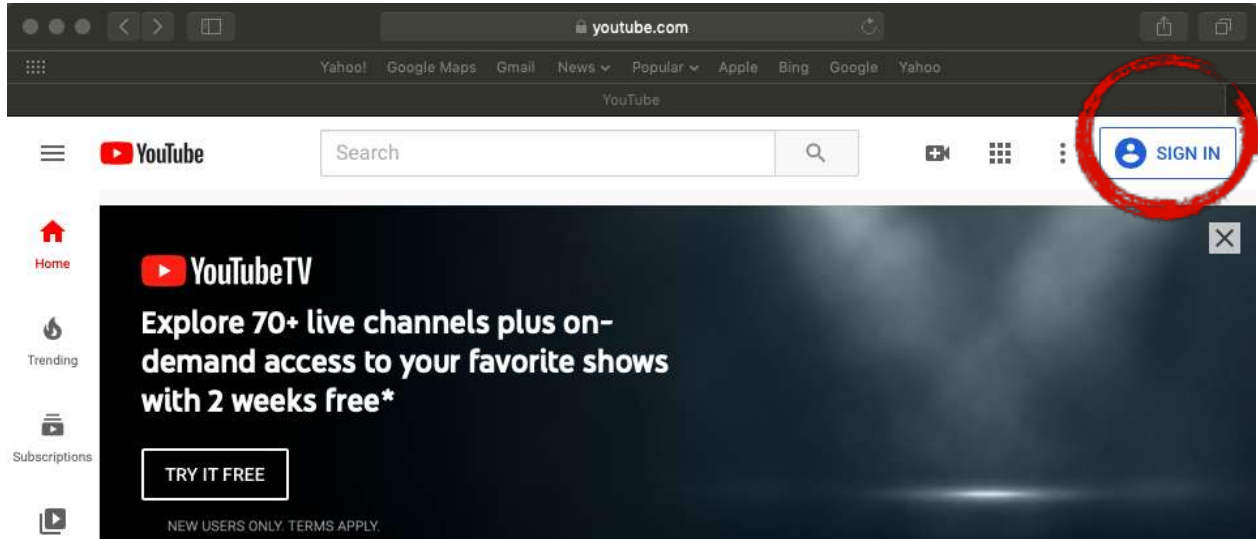 youtube.com
Yahoo! Google Maps Gmail News Popular Apple Bing Google Yahoo
YouTube
YouTube
Search
SIGN IN
Home
Trending
Subscriptions
YouTubeTV
Explore 70+ live channels plus on-
demand access to your favorite shows
with 2 weeks free*
TRY IT FREE
NEW USERS ONLY. TERMS APPLY.